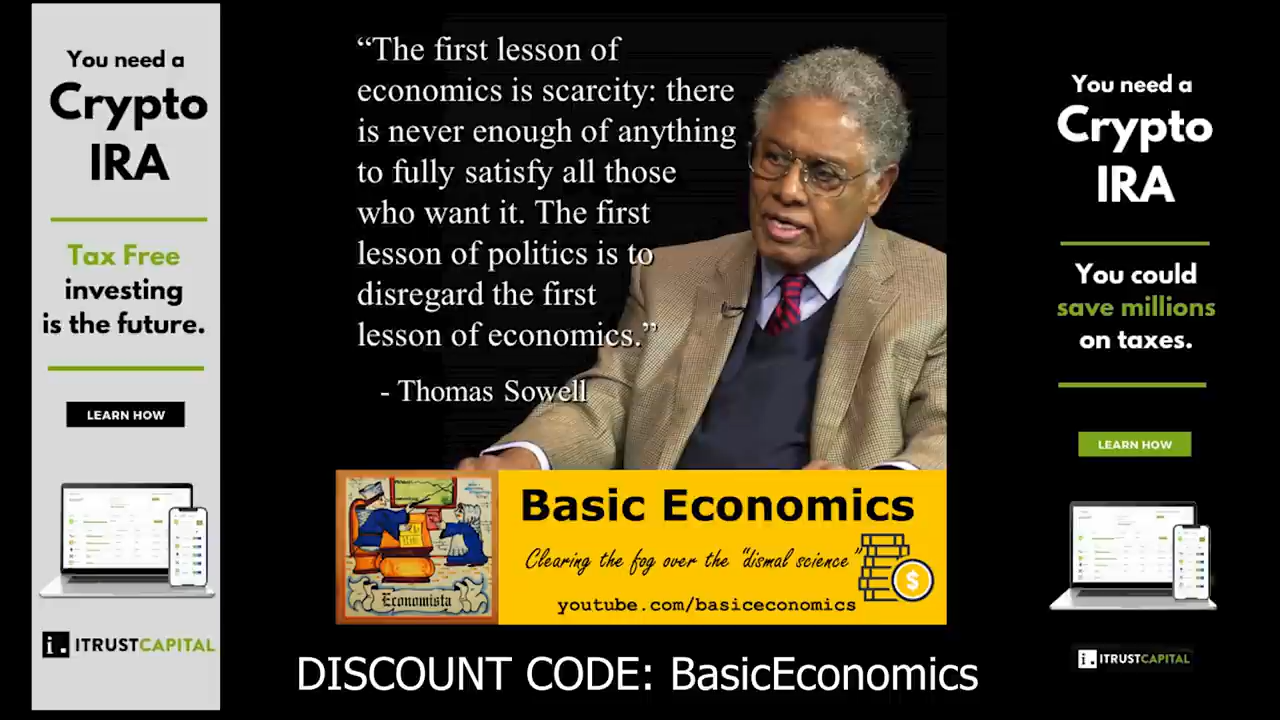 You need a
Crypto
IRA
Tax Free
investing
is the future.
LEARN HOW
i.
ITRUSTCAPITAL
“The first lesson of
economics is scarcity: there
is never enough of anything
to fully satisfy all those
who want it. The first
lesson of politics is to
disregard the first
lesson of economics.”
- Thomas Sowell
Economista
Basic Economics
Clearing the fog over the “dismal science”
$
youtube.com/basiceconomics
DISCOUNT CODE: BasicEconomics
You need a
Crypto
IRA
You could
save millions
on taxes.
LEARN HOW
i.
ITRUSTCAPITAL